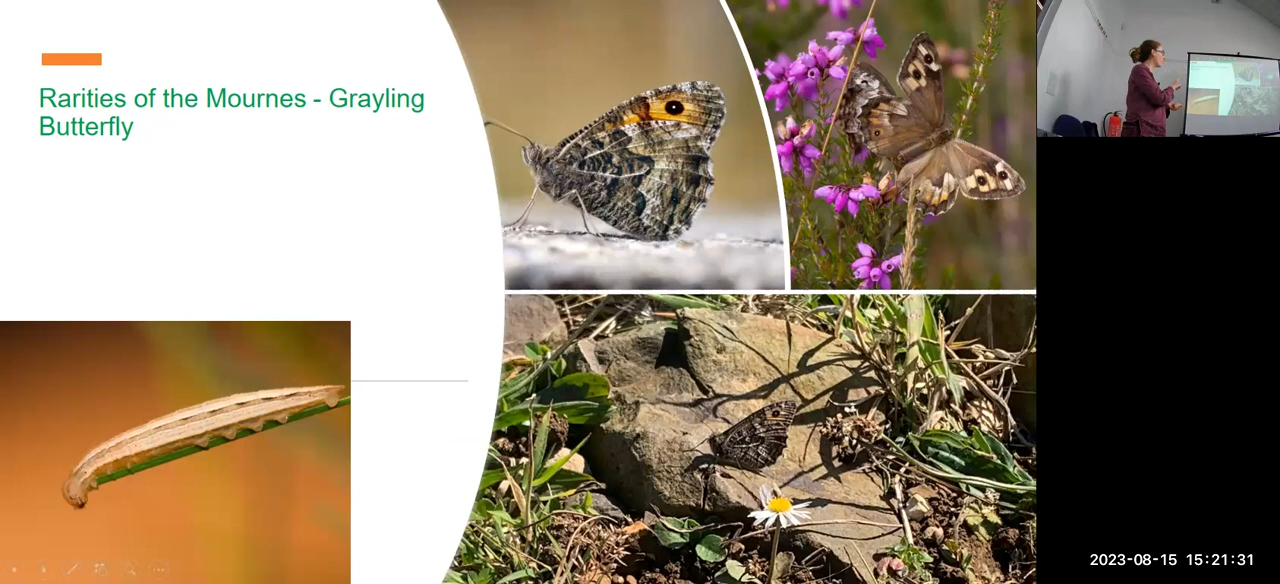 Rarities of the Mournes - Grayling
Butterfly
2023-08-15 15:21:31